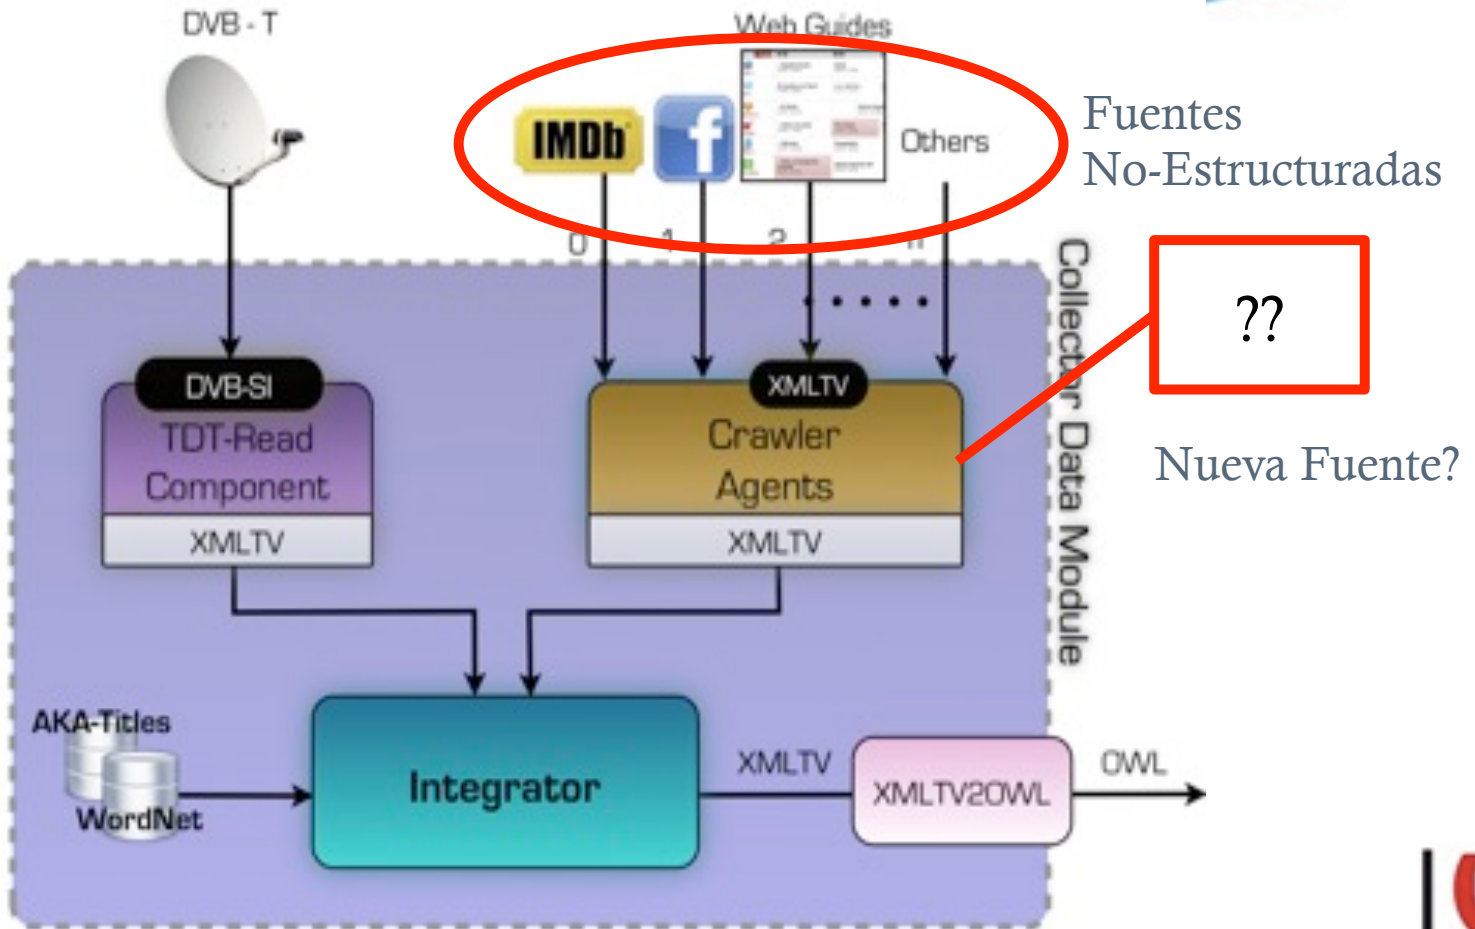 DVB - T
Web Guides
IMDb
f
Others
Fuentes
No-Estructuradas
0
1
2
n
??
Nueva Fuente?
Collector Data Module
DVB-SI
TDT-Read
Component
XMLTV
XMLTV
Crawler
Agents
XMLTV
AKA-Titles
WordNet
Integrator
XMLTV
XMLTV2OWL
OWL